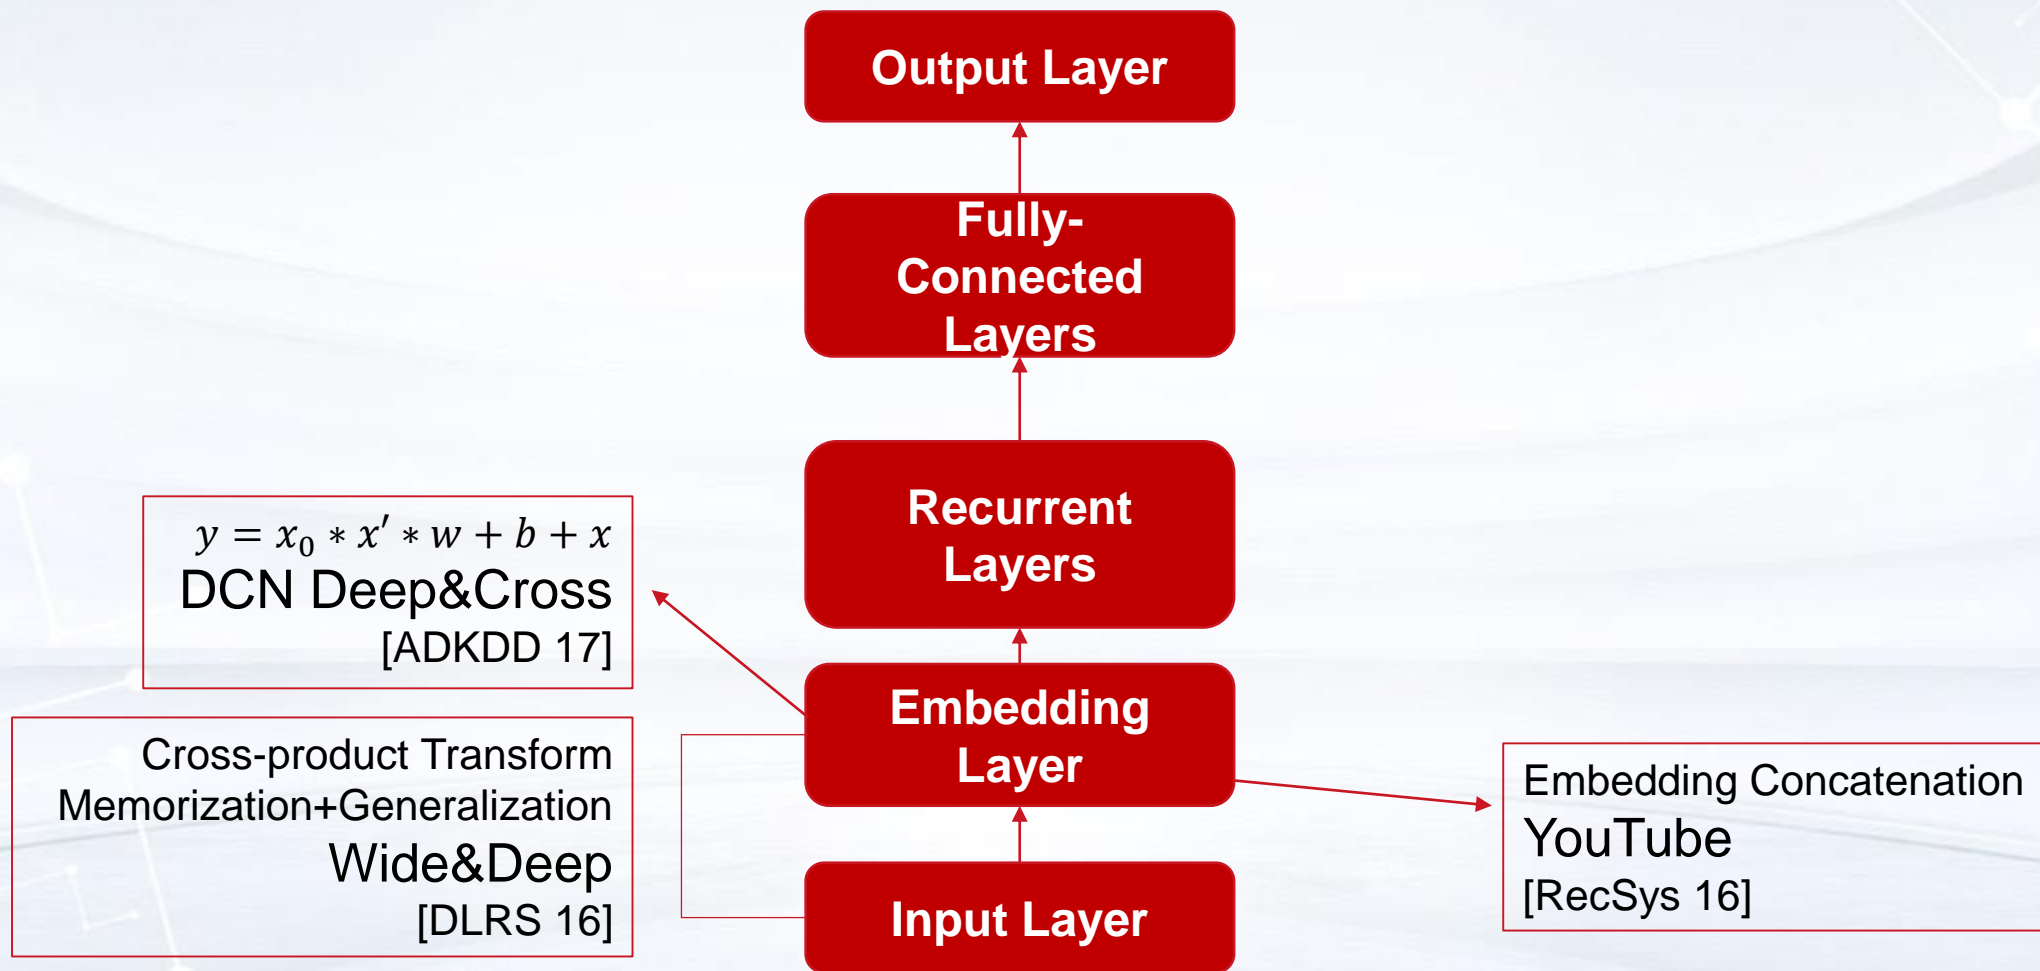 Output Layer
Fully-
Connected
Layers
Recurrent
Layers
y = x₀ ∗ x′ ∗ w + b + x
DCN Deep&Cross
[ADKDD 17]
Embedding
Layer
Cross-product Transform
Memorization+Generalization
Wide&Deep
[DLRS 16]
Embedding Concatenation
YouTube
[RecSys 16]
Input Layer